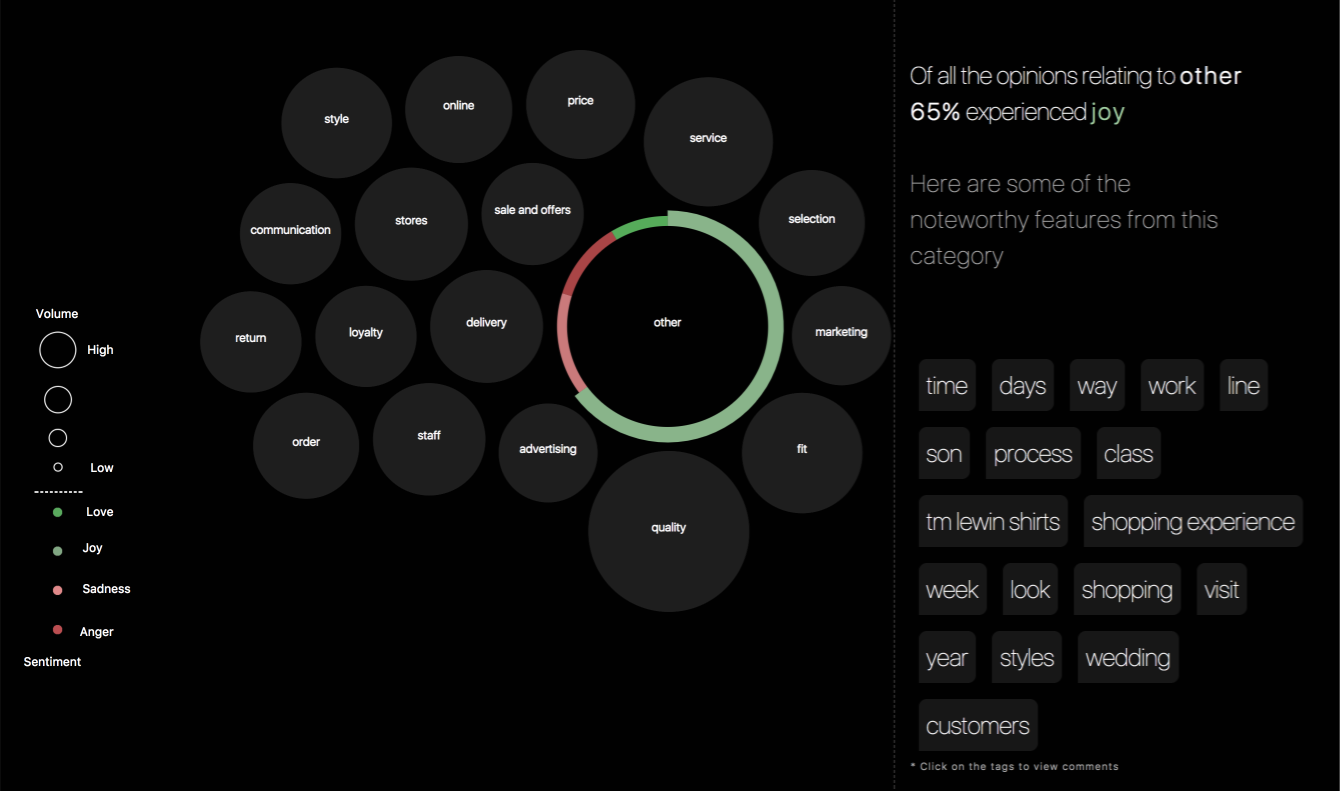 style
online
price
service
communication
stores
sale and offers
selection
return
loyalty
delivery
other
marketing
order
staff
advertising
fit
quality
Volume
High
Low
Love
Joy
Sadness
Anger
Sentiment
Of all the opinions relating to other
65% experienced joy
Here are some of the
noteworthy features from this
category
time days way work line
son process class
tm lewin shirts shopping experience
week look shopping visit
year styles wedding
customers
* Click on the tags to view comments